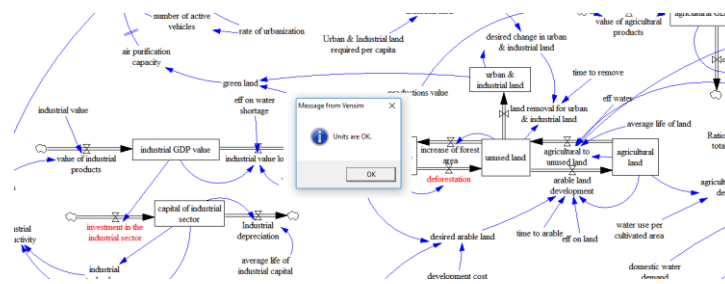 number of active
vehicles
rate of urbanization
air purification
capacity
Urban & Industrial land
required per capita
desired change in urban
& industrial land
value of agricultural
products
agricultural
green land
urban &
industrial land
time to remove
industrial value
eff on water
shortage
Message from Vensim
Units are OK.
OK
land removal for urban
& industrial land
eff water
average life of land
value of industrial
products
industrial GDP value
industrial value
increase of forest
area
unused land
agricultural to
unused land
agricultural
land
deforestation
arable land
development
investment in the
industrial sector
capital of industrial
sector
Industrial
depreciation
desired arable land
time to arable
eff on land
water use per
cultivated area
average life of
industrial capital
industrial
development cost
domestic water
demand